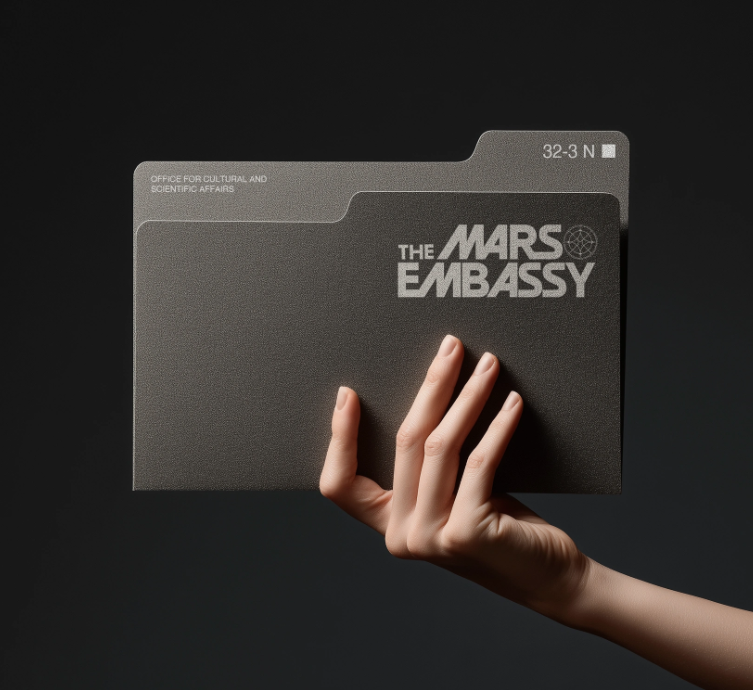 32-3 N
OFFICE FOR CULTURAL AND
SCIENTIFIC AFFAIRS
THE MARS
EMBASSY